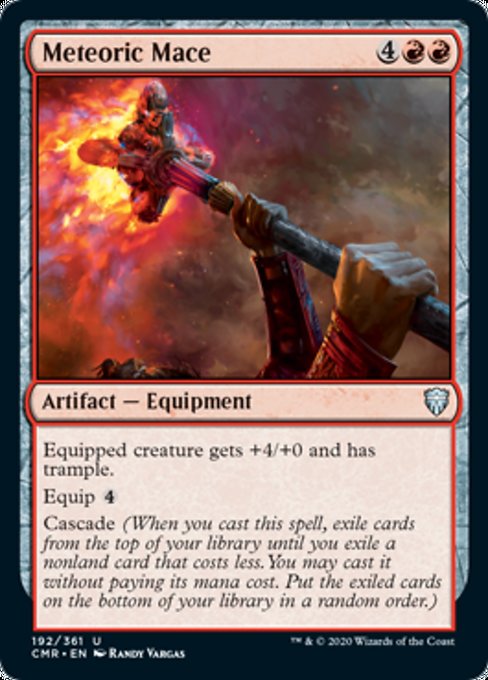 Meteoric Mace 4
Artifact — Equipment
Equipped creature gets +4/+0 and has
trample.
Equip 4
Cascade (When you cast this spell, exile cards
from the top of your library until you exile a
nonland card that costs less. You may cast it
without paying its mana cost. Put the exiled cards
on the bottom of your library in a random order.)
192/361 U
CMR • EN Randy Vargas
™ & © 2020 Wizards of the Coast